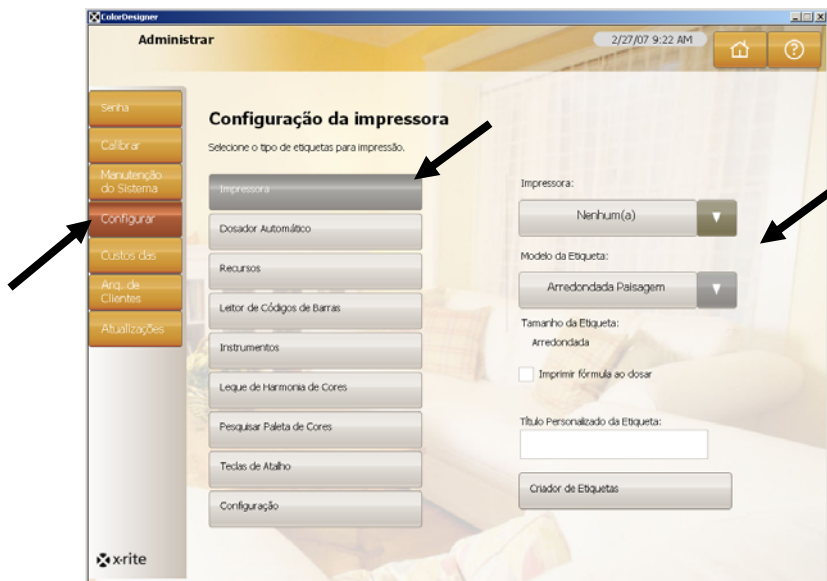 ColorDesigner
Administrar
2/27/07 9:22 AM
Senha
Calibrar
Manutenção
do Sistema
Configurar
Custos das
Arq. de
Clientes
Atualizações
Configuração da impressora
Selecione o tipo de etiquetas para impressão.
Impressora
Dosador Automático
Recursos
Leitor de Códigos de Barras
Instrumentos
Leque de Harmonia de Cores
Pesquisar Paleta de Cores
Teclas de Atalho
Configuração
Impressora:
Nenhum(a)
Modelo da Etiqueta:
Arredondada Paisagem
Tamanho da Etiqueta:
Arredondada
Imprimir fórmula ao dosar
Título Personalizado da Etiqueta:
Criador de Etiquetas
x-rite